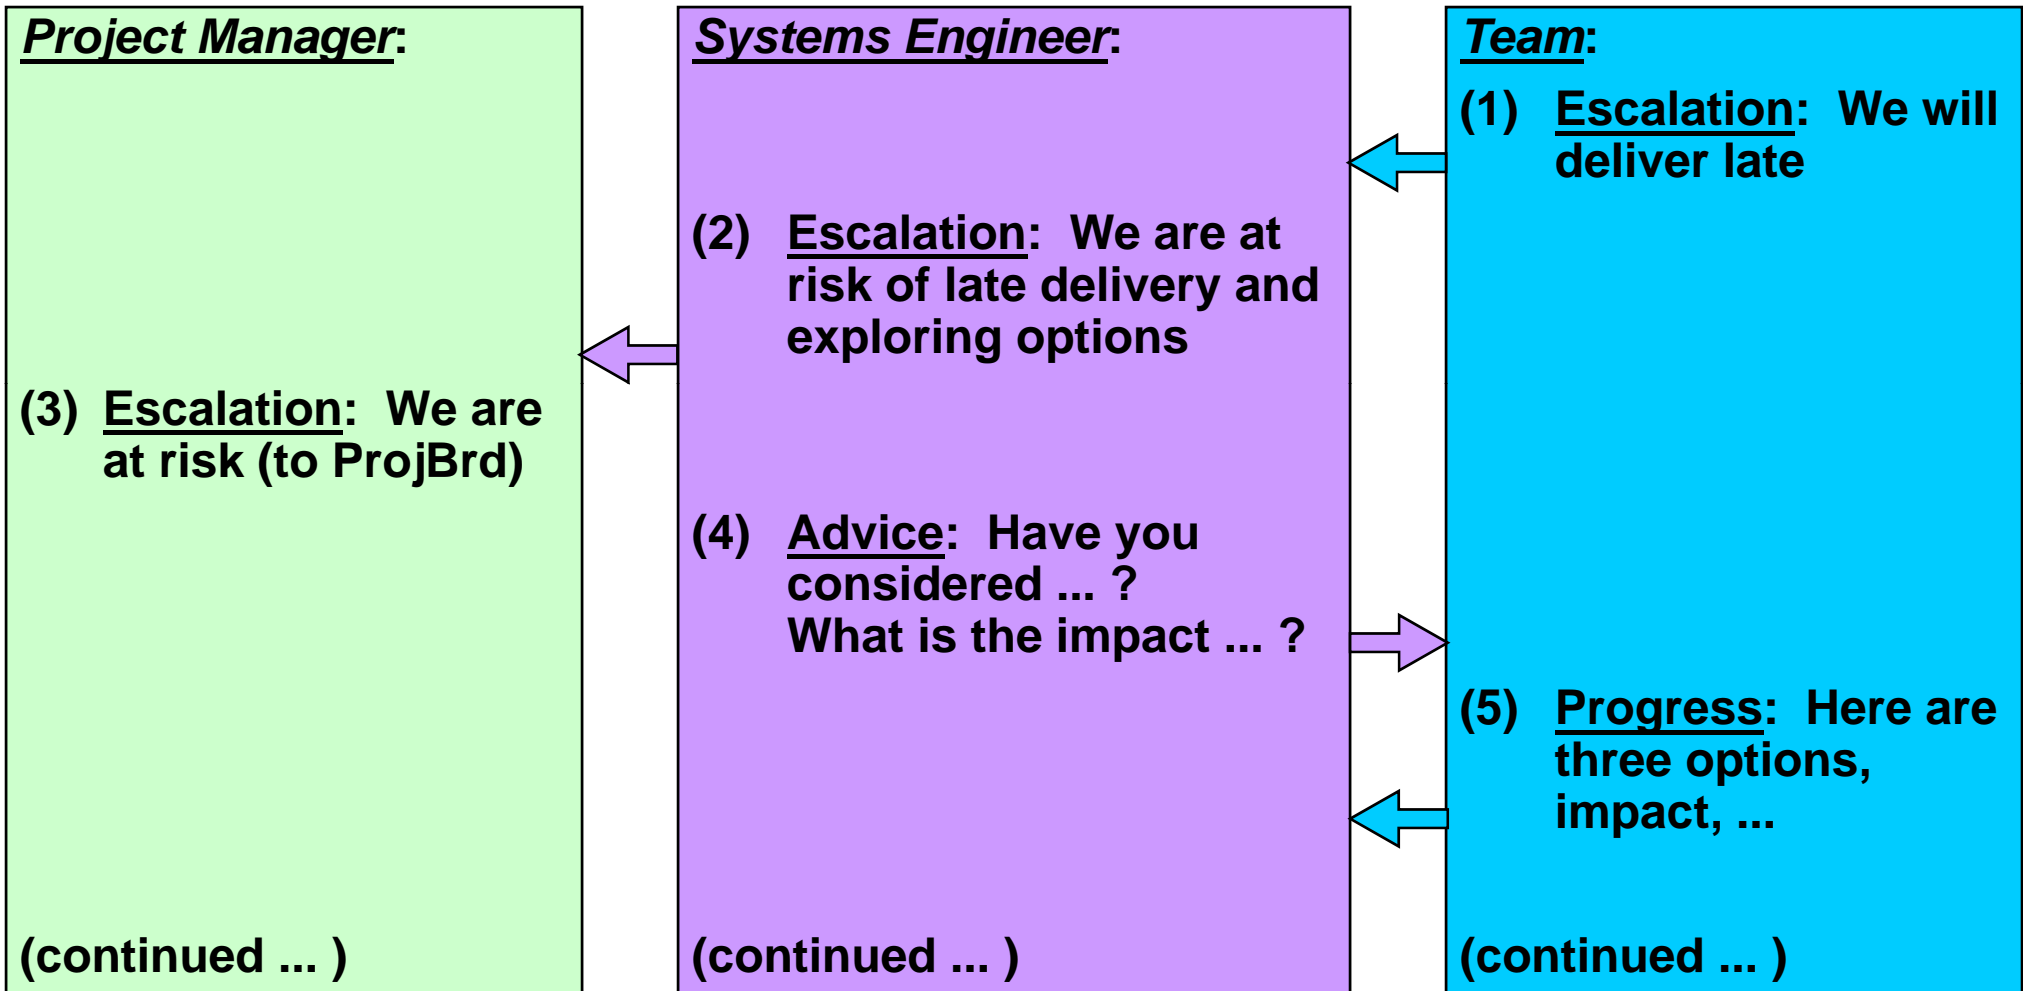 Project Manager:
(3) Escalation: We are
at risk (to ProjBrd)
(continued ... )
Systems Engineer:
(2) Escalation: We are at
risk of late delivery and
exploring options
(4) Advice: Have you
considered ... ?
What is the impact ... ?
(continued ... )
Team:
(1) Escalation: We will
deliver late
(5) Progress: Here are
three options,
impact, ...
(continued ... )